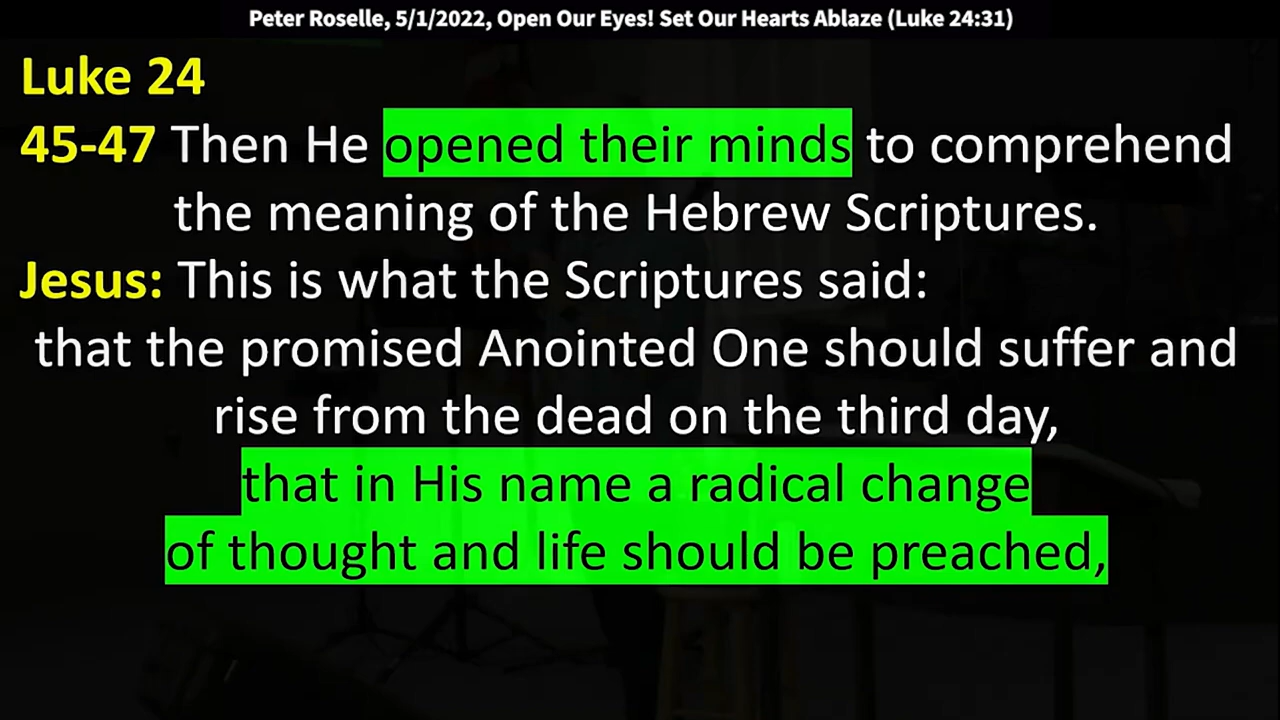 Peter Roselle, 5/1/2022, Open Our Eyes! Set Our Hearts Ablaze (Luke 24:31)
Luke 24
45-47 Then He opened their minds to comprehend
the meaning of the Hebrew Scriptures.
Jesus: This is what the Scriptures said:
that the promised Anointed One should suffer and
rise from the dead on the third day,
that in His name a radical change
of thought and life should be preached,